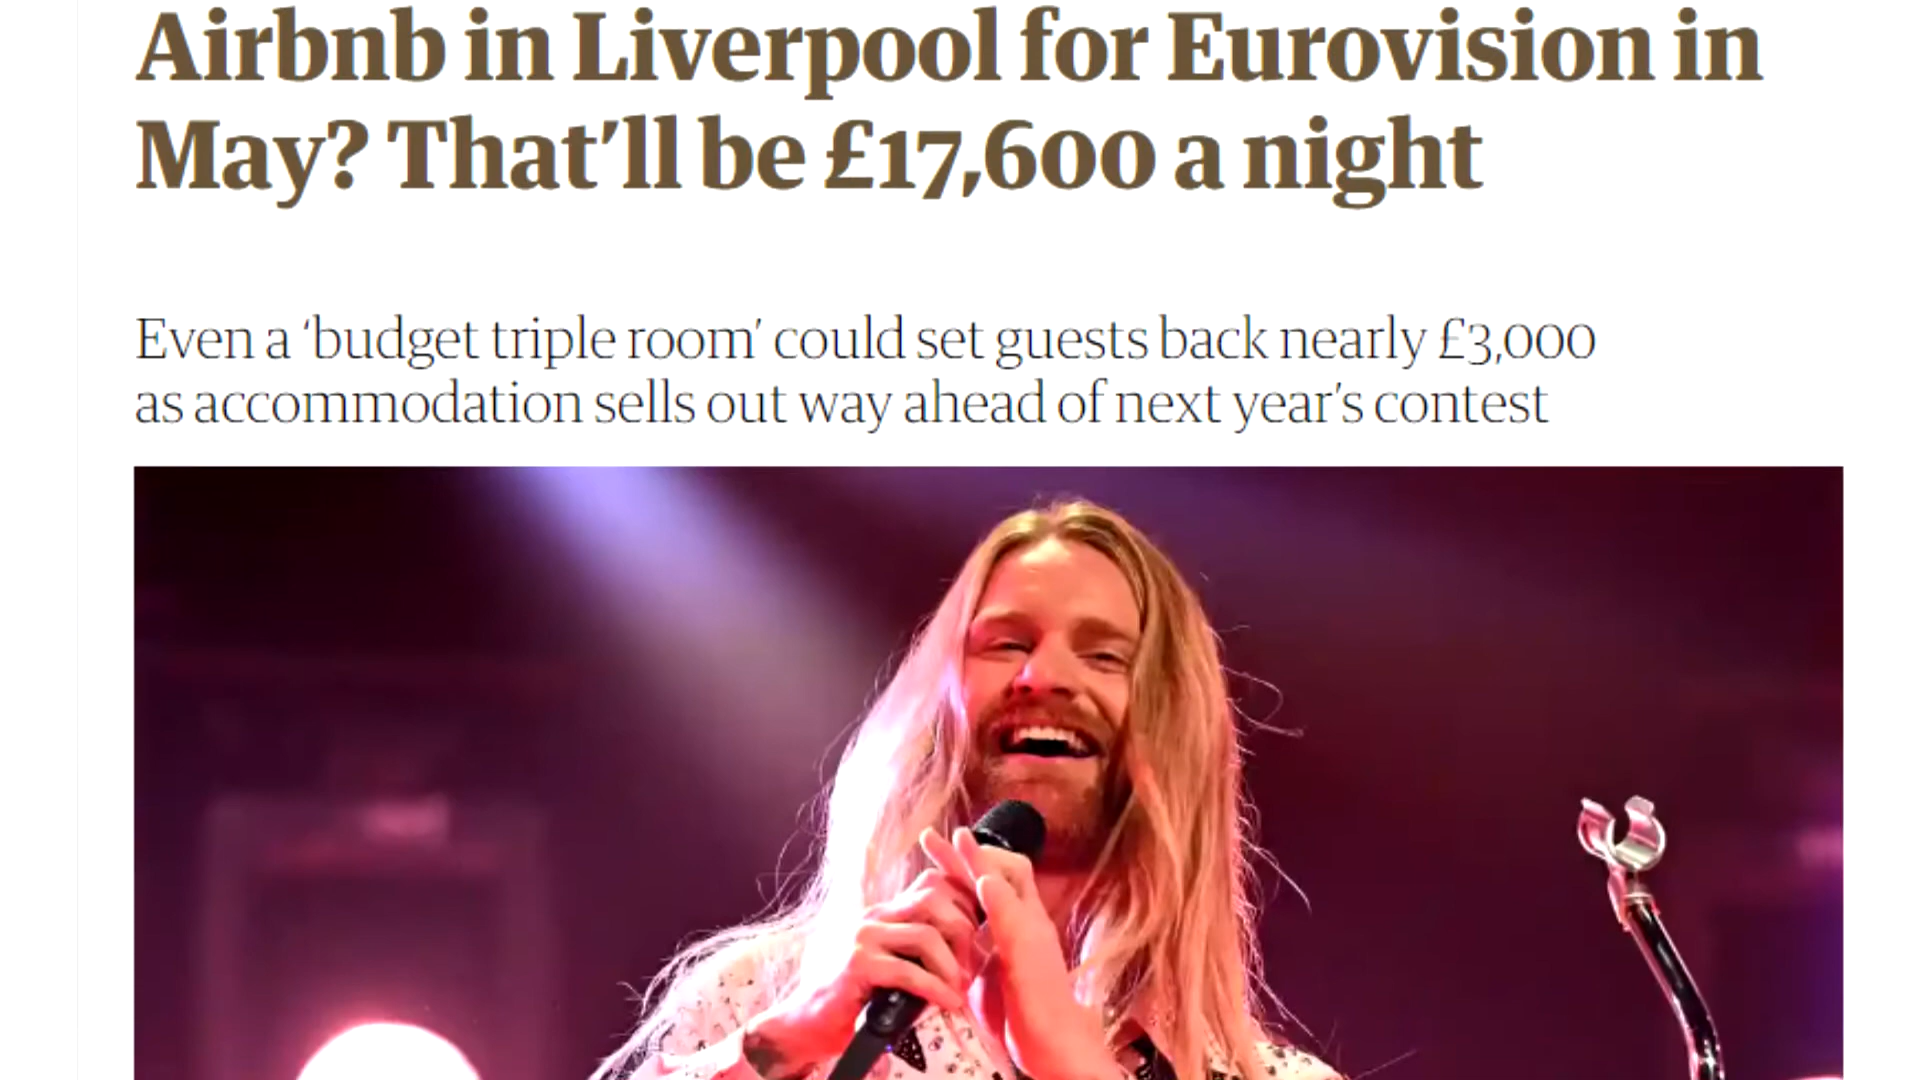 Airbnb in Liverpool for Eurovision in
May? That’ll be £17,600 a night
Even a ‘budget triple room’ could set guests back nearly £3,000
as accommodation sells out way ahead of next year’s contest